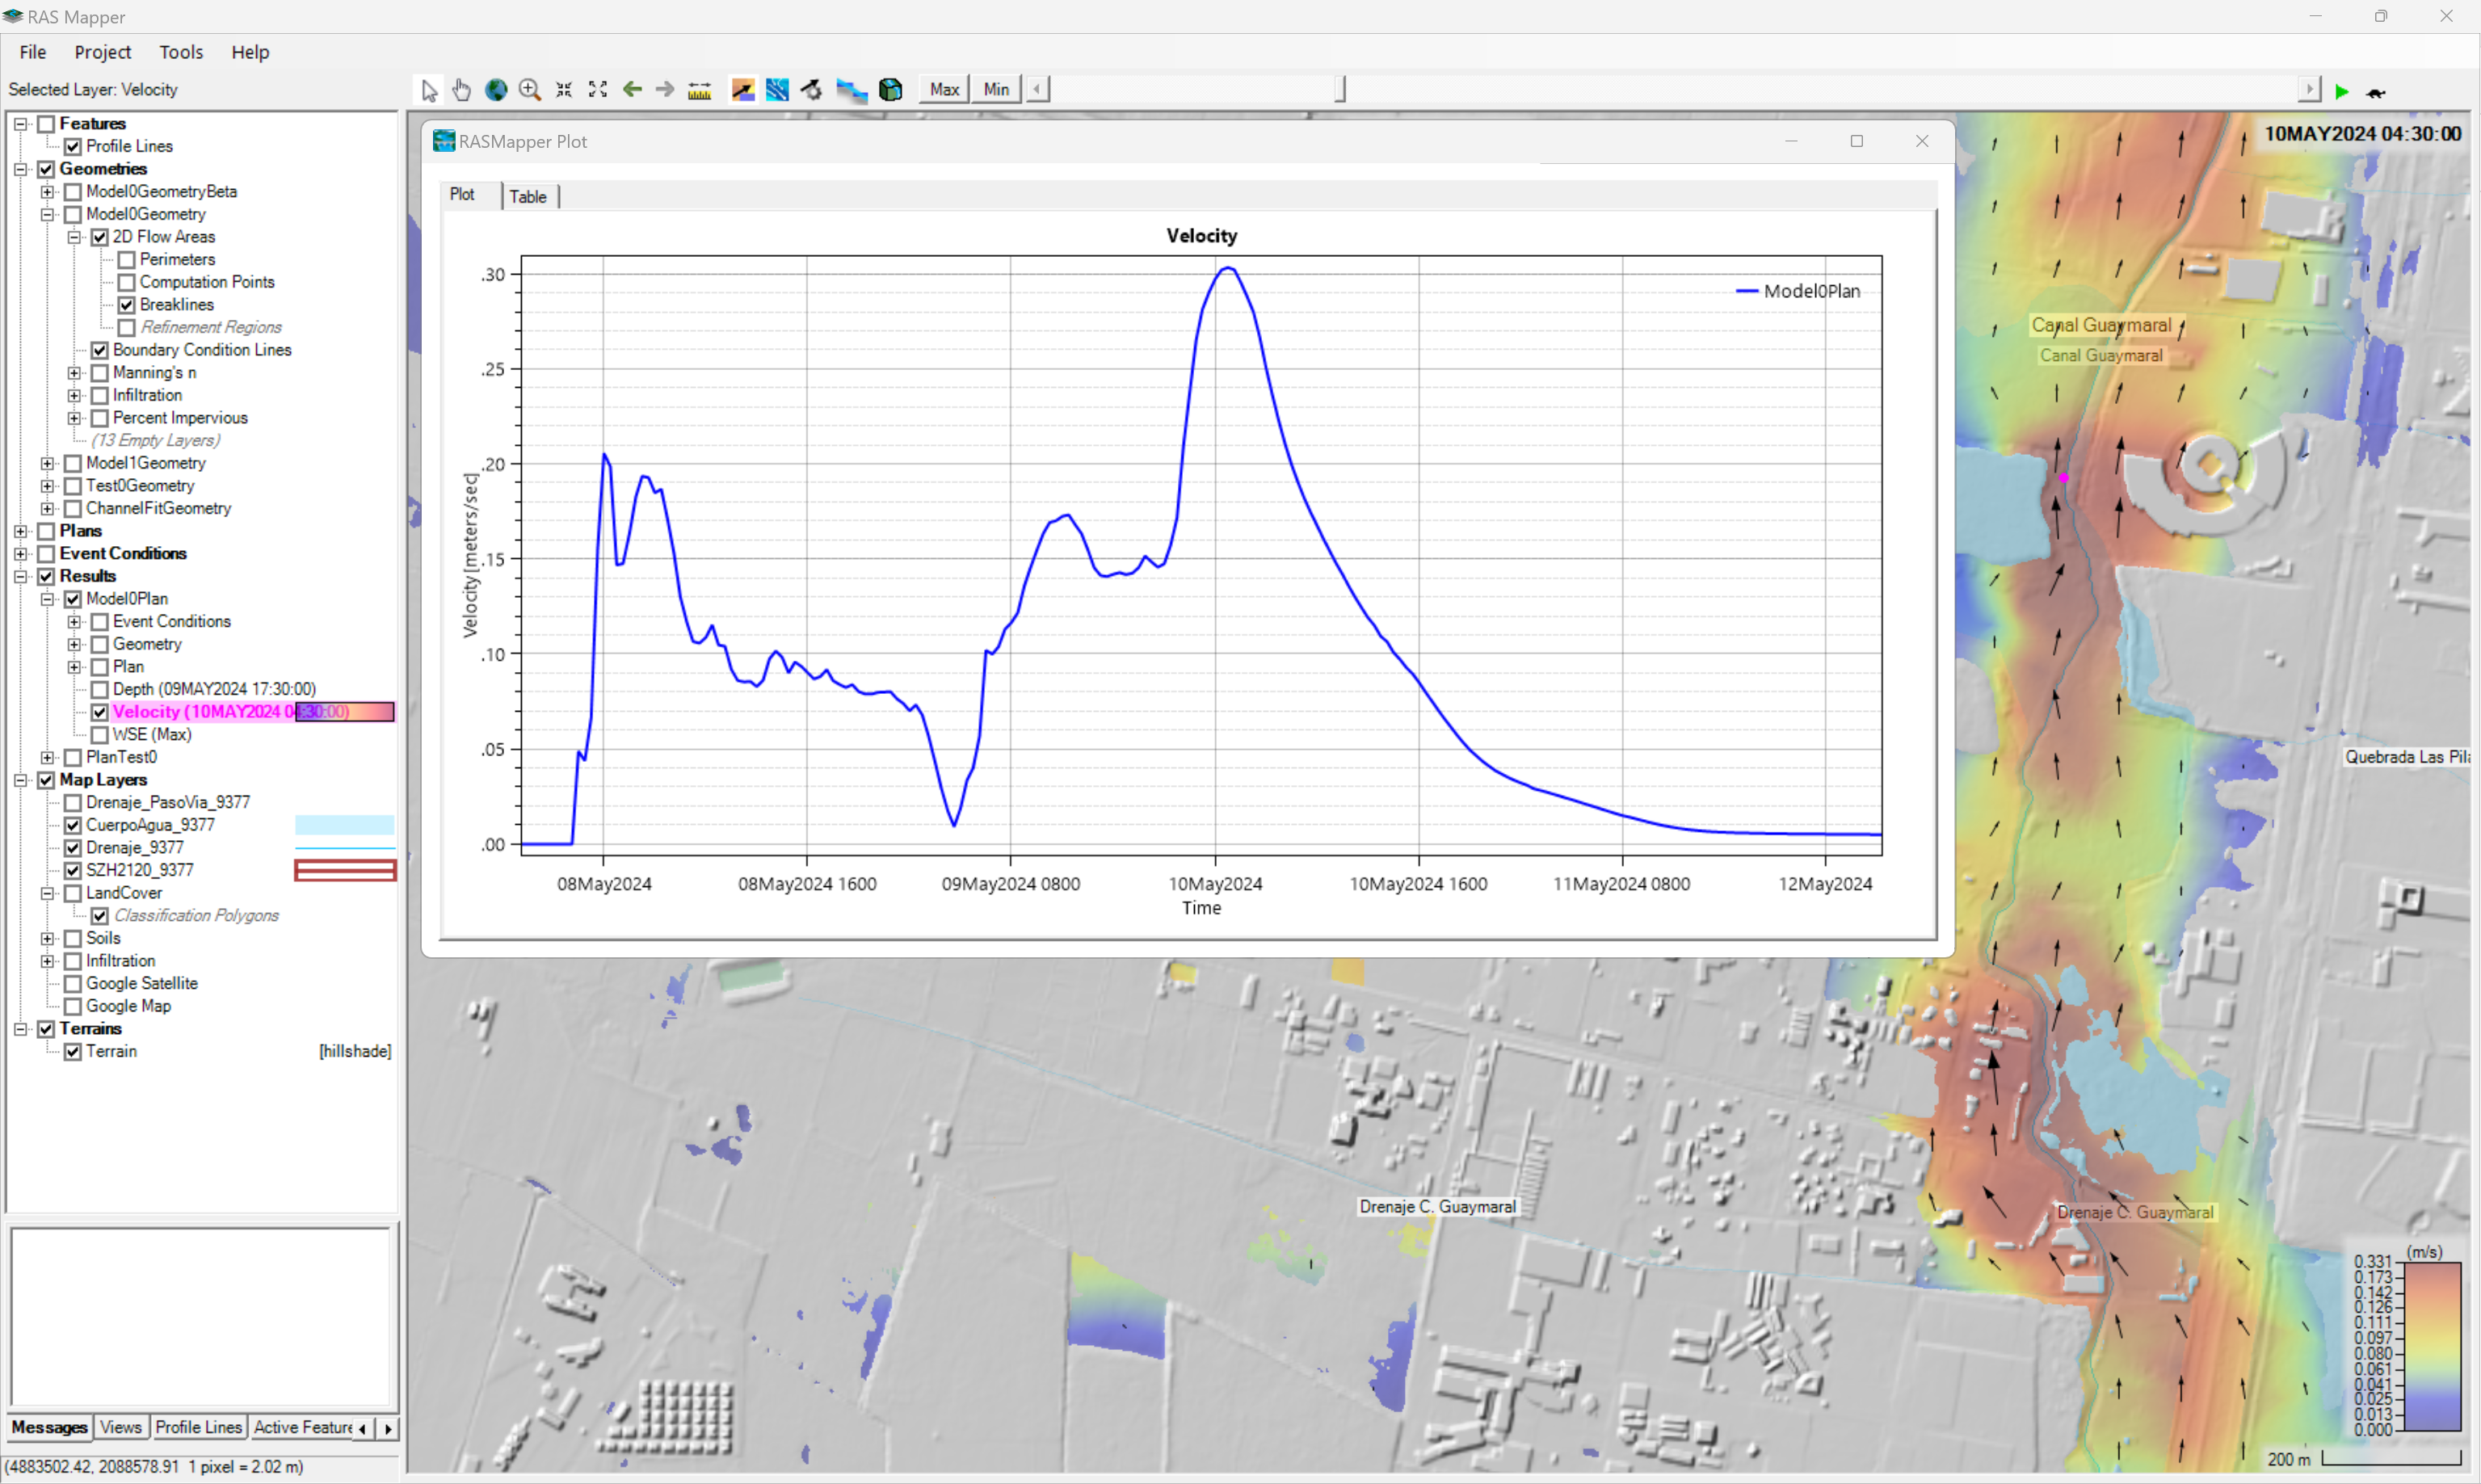 RAS Mapper
File Project Tools Help
Selected Layer: Velocity
Max Min
Features
Profile Lines
Geometries
Model0GeometryBeta
Model0Geometry
2D Flow Areas
Perimeters
Computation Points
Breaklines
Refinement Regions
Boundary Condition Lines
Manning's n
Infiltration
Percent Impervious
(13 Empty Layers)
Model1Geometry
Test0Geometry
ChannelFitGeometry
Plans
Event Conditions
Results
Model0Plan
Event Conditions
Geometry
Plan
Depth (09MAY2024 17:30:00)
Velocity (10MAY2024 04:30:00)
WSE (Max)
PlanTest0
Map Layers
Drenaje_PasoVia_9377
CuerpoAgua_9377
Drenaje_9377
SZH2120_9377
LandCover
Classification Polygons
Soils
Infiltration
Google Satellite
Google Map
Terrains
Terrain [hillshade]
Messages Views Profile Lines Active Feature
(4883502.42, 2088578.91 1 pixel = 2.02 m)
RASMapper Plot
Plot Table
Velocity
Model0Plan
Velocity [meters/sec]
.30
.25
.20
.15
.10
.05
.00
08May2024 08May2024 1600 09May2024 0800 10May2024 10May2024 1600 11May2024 0800 12May2024
Time
10MAY2024 04:30:00
Canal Guaymaral
Canal Guaymaral
Quebrada Las Pila
Drenaje C. Guaymaral
Drenaje C. Guaymaral
(m/s)
0.331
0.173
0.142
0.126
0.111
0.097
0.080
0.061
0.041
0.025
0.013
0.000
200 m